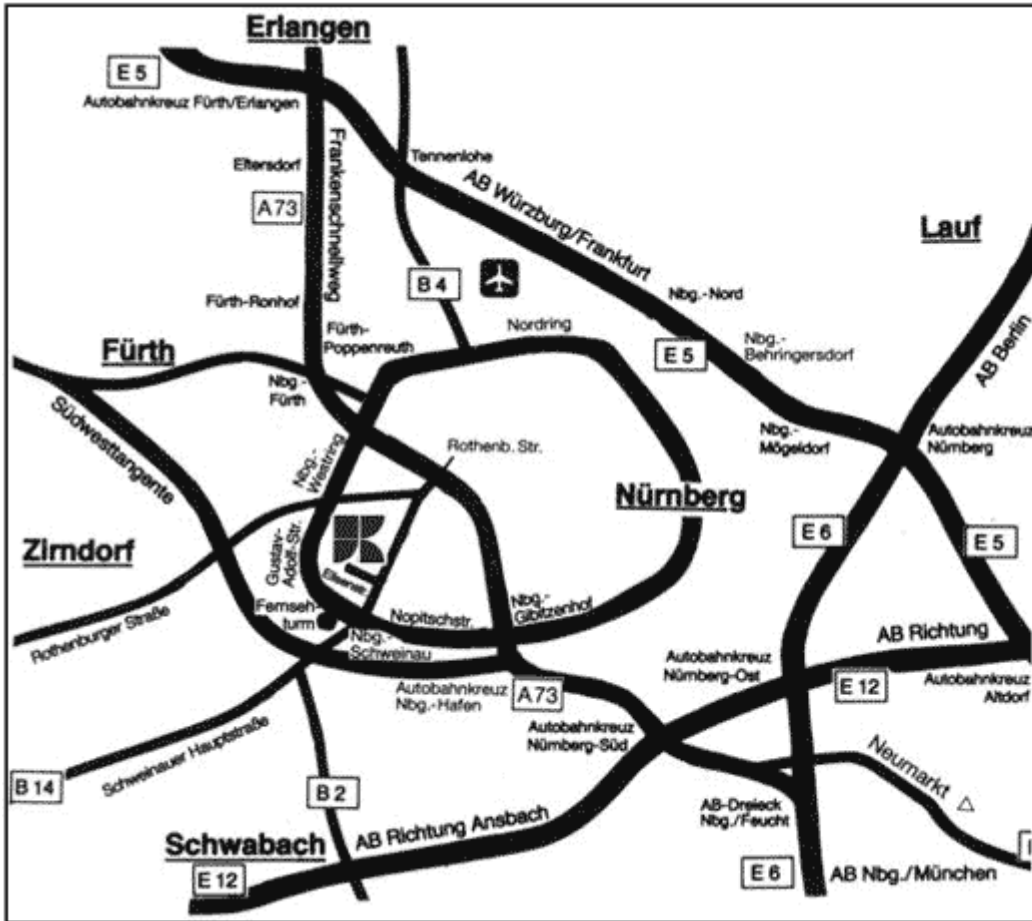 Erlangen
E 5
Autobahnkreuz Fürth/Erlangen
Tennenlohe
Eltersdorf
Frankenschnellweg
A 73
AB Würzburg/Frankfurt
Lauf
B 4
Fürth-Ronhof
Nbg.-Nord
Fürth-
Poppenreuth
Nordring
E 5
Nbg.-
Behringersdorf
AB Berlin
Fürth
Nbg.-
Fürth
Südwesttangente
Nbg.-
Mögeldorf
Autobahnkreuz
Nürnberg
Rothenb. Str.
Nbg.-
Westring
Nürnberg
E 6
E 5
Zirndorf
Gustav-
Adolf-Str.
Elisenstr.
Fernseh-
turm
Nopitschstr.
Nbg.-
Gibitzenhof
Rothenburger Straße
Nbg.-
Schweinau
AB Richtung
Autobahnkreuz
Nürnberg-Ost
E 12
Autobahnkreuz
Altdorf
Autobahnkreuz
Nbg.-Hafen
A 73
Autobahnkreuz
Nürnberg-Süd
Schweinauer Hauptstraße
Neumarkt
B 14
B 2
AB-Dreieck
Nbg./Feucht
AB Richtung Ansbach
Schwabach
E 12
E 6
AB Nbg./München